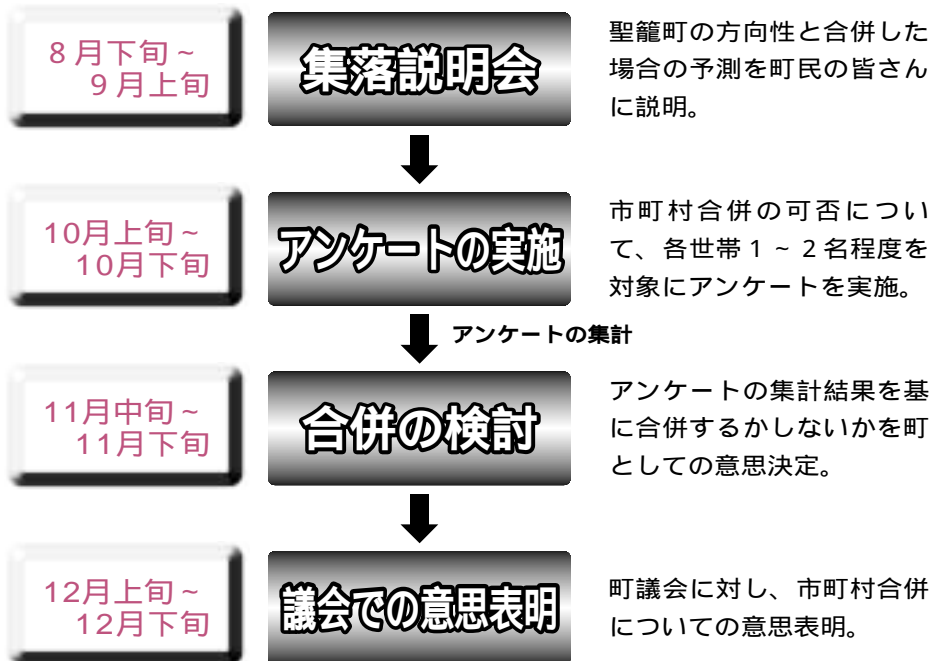 8月下旬~
9月上旬
集落説明会
聖籠町の方向性と合併した
場合の予測を町民の皆さん
に説明。
10月上旬~
10月下旬
アンケートの実施
市町村合併の可否につい
て、各世帯1~2名程度を
対象にアンケートを実施。
アンケートの集計
11月中旬~
11月下旬
合併の検討
アンケートの集計結果を基
に合併するかしないかを町
としての意思決定。
12月上旬~
12月下旬
議会での意思表明
町議会に対し、市町村合併
についての意思表明。